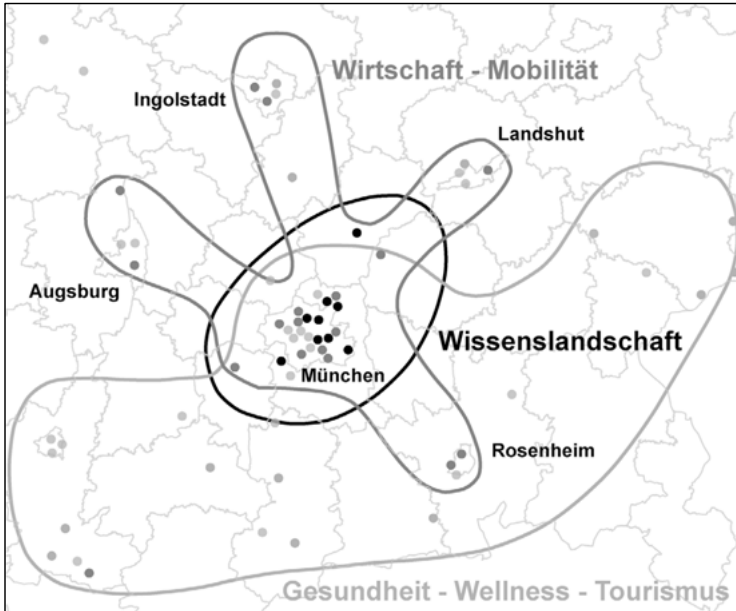 Wirtschaft - Mobilität
Ingolstadt
Landshut
Augsburg
Wissenslandschaft
München
Rosenheim
Gesundheit - Wellness - Tourismus